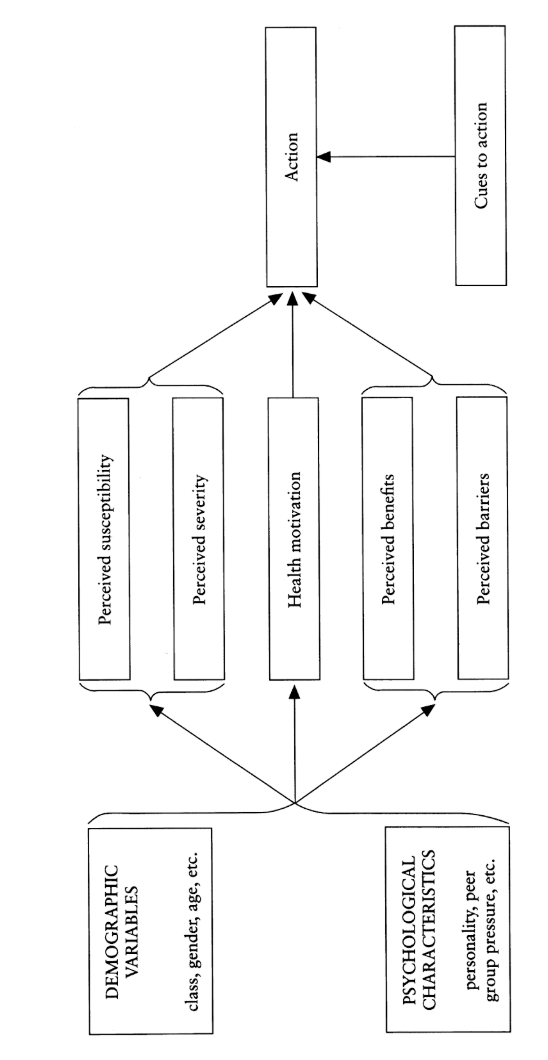 DEMOGRAPHIC
VARIABLES
class, gender, age, etc.
PSYCHOLOGICAL
CHARACTERISTICS
personality, peer
group pressure, etc.
Perceived susceptibility
Perceived severity
Health motivation
Perceived benefits
Perceived barriers
Action
Cues to action